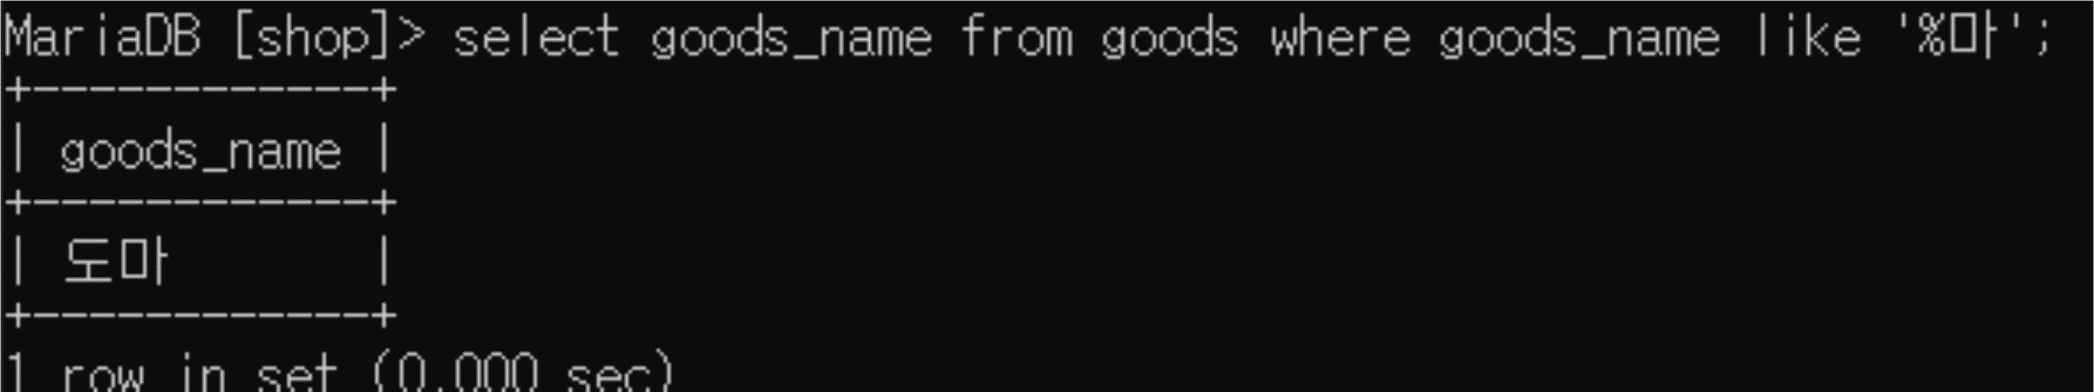 MariaDB [shop]> select goods_name from goods where goods_name like '%마';
+------------+
| goods_name |
+------------+
| 도마       |
+------------+
1 row in set (0.000 sec)